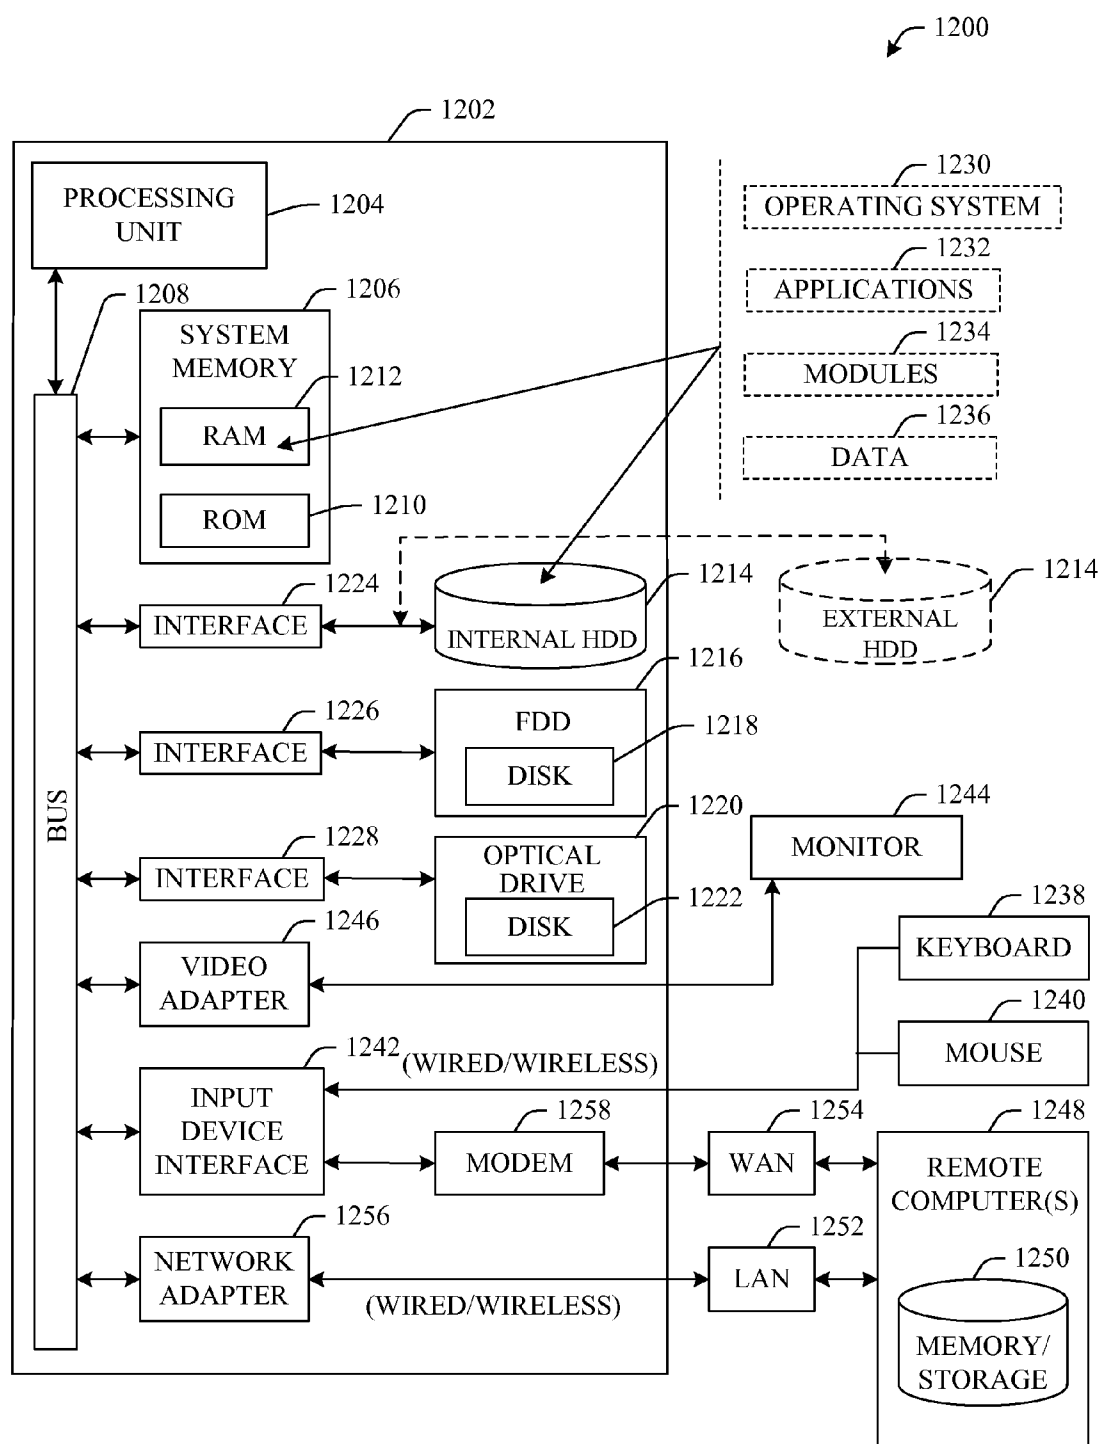 1200
1202
PROCESSING
UNIT
1204
1208
1206
SYSTEM
MEMORY
1212
RAM
1210
ROM
1230
OPERATING SYSTEM
1232
APPLICATIONS
1234
MODULES
1236
DATA
BUS
1224
INTERFACE
1214
INTERNAL HDD
1214
EXTERNAL
HDD
1226
INTERFACE
1216
FDD
1218
DISK
1228
INTERFACE
1220
OPTICAL
DRIVE
1222
DISK
1244
MONITOR
1246
VIDEO
ADAPTER
1238
KEYBOARD
1240
MOUSE
1242
(WIRED/WIRELESS)
INPUT
DEVICE
INTERFACE
1258
MODEM
1254
WAN
1248
REMOTE
COMPUTER(S)
1256
NETWORK
ADAPTER
(WIRED/WIRELESS)
1252
LAN
1250
MEMORY/
STORAGE